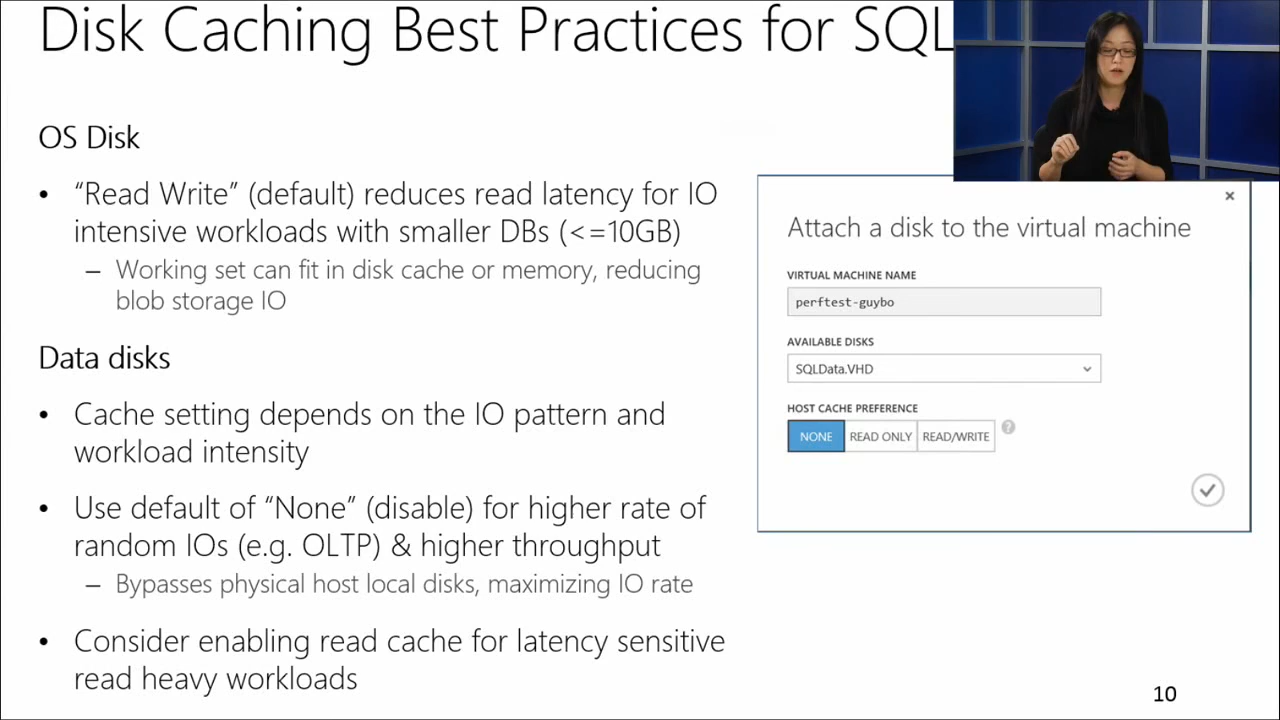 Disk Caching Best Practices for SQL
OS Disk
• “Read Write” (default) reduces read latency for IO
intensive workloads with smaller DBs (<=10GB)
– Working set can fit in disk cache or memory, reducing
blob storage IO
Data disks
• Cache setting depends on the IO pattern and
workload intensity
• Use default of “None” (disable) for higher rate of
random IOs (e.g. OLTP) & higher throughput
– Bypasses physical host local disks, maximizing IO rate
• Consider enabling read cache for latency sensitive
read heavy workloads
Attach a disk to the virtual machine
VIRTUAL MACHINE NAME
perftest-guybo
AVAILABLE DISKS
SQLData.VHD
HOST CACHE PREFERENCE
NONE READ ONLY READ/WRITE ?
10